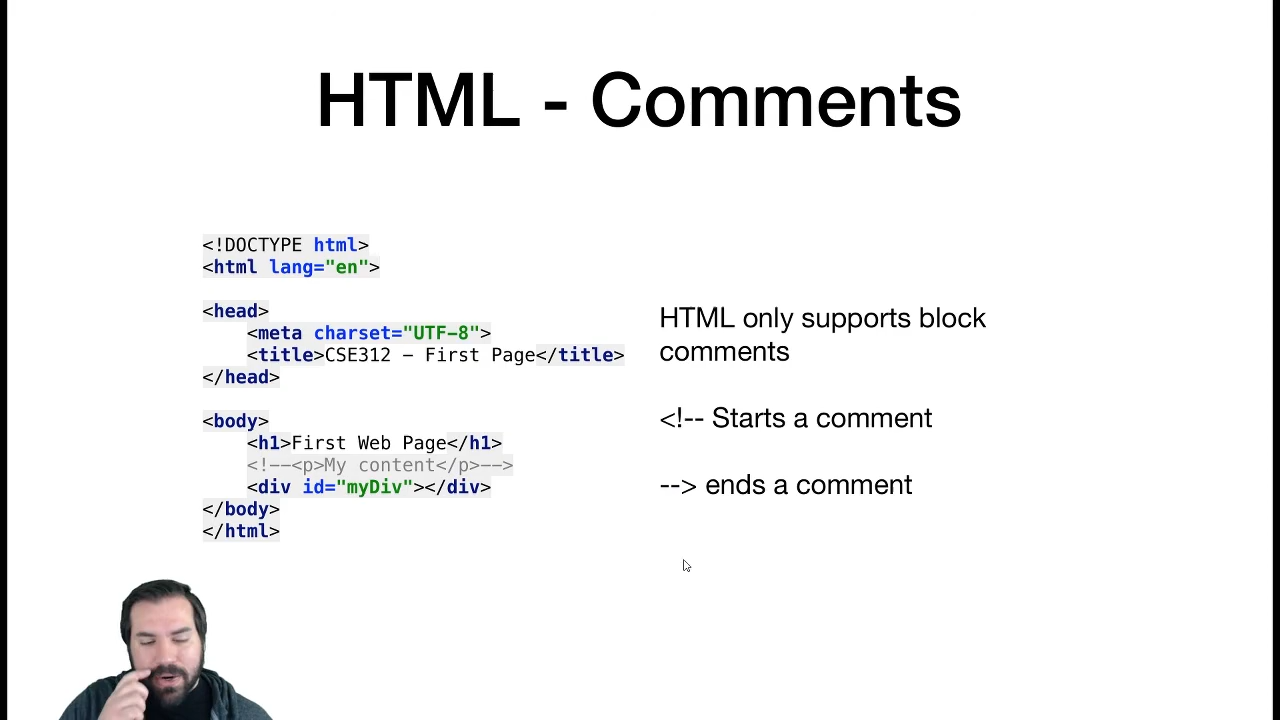 HTML - Comments
<!DOCTYPE html>
<html lang="en">
<head>
<meta charset="UTF-8">
<title>CSE312 – First Page</title>
</head>
<body>
<h1>First Web Page</h1>
<!--<p>My content</p>-->
<div id="myDiv"></div>
</body>
</html>
HTML only supports block
comments
<!-- Starts a comment
--> ends a comment